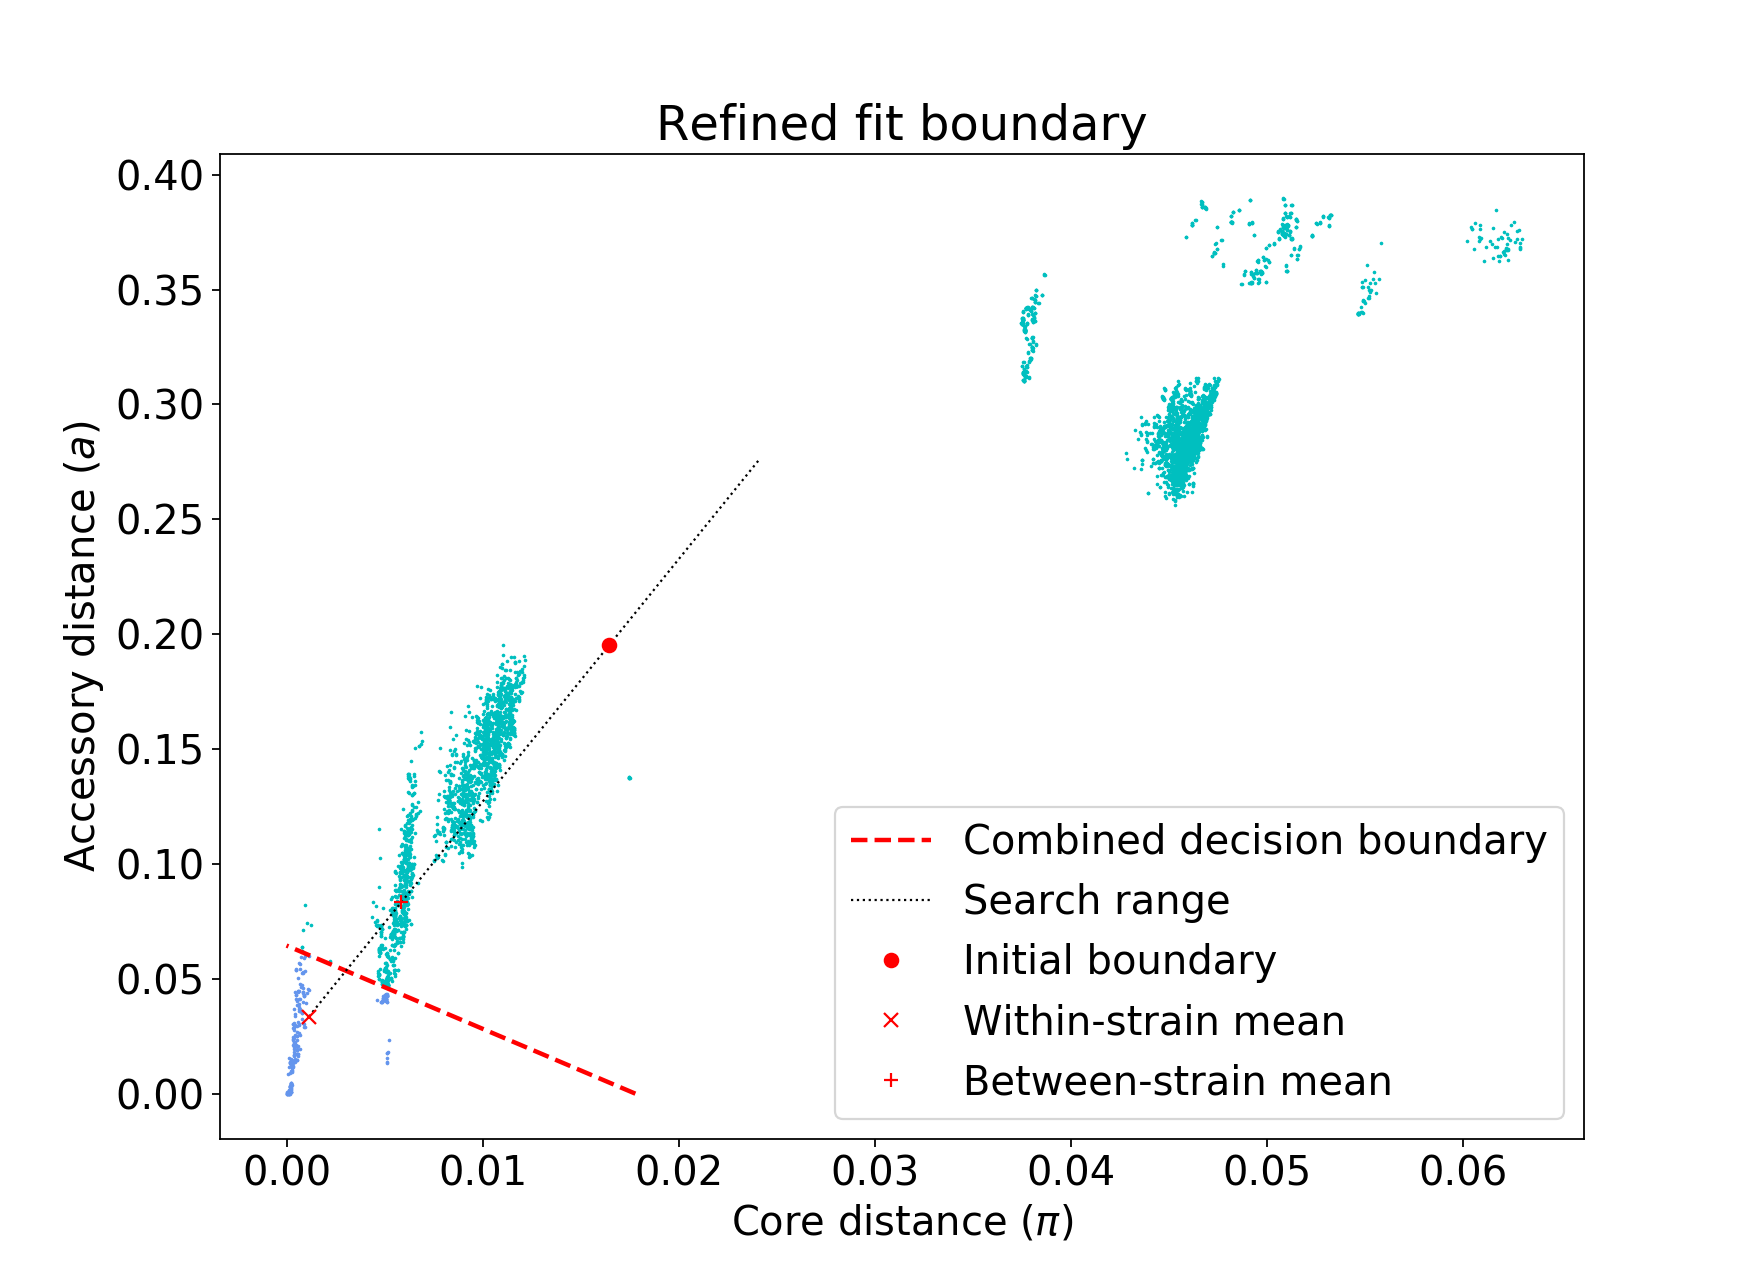 Refined fit boundary
Accessory distance (a)
0.40
0.35
0.30
0.25
0.20
0.15
0.10
0.05
0.00
0.00 0.01 0.02 0.03 0.04 0.05 0.06
Core distance (π)
Combined decision boundary
Search range
Initial boundary
Within-strain mean
Between-strain mean